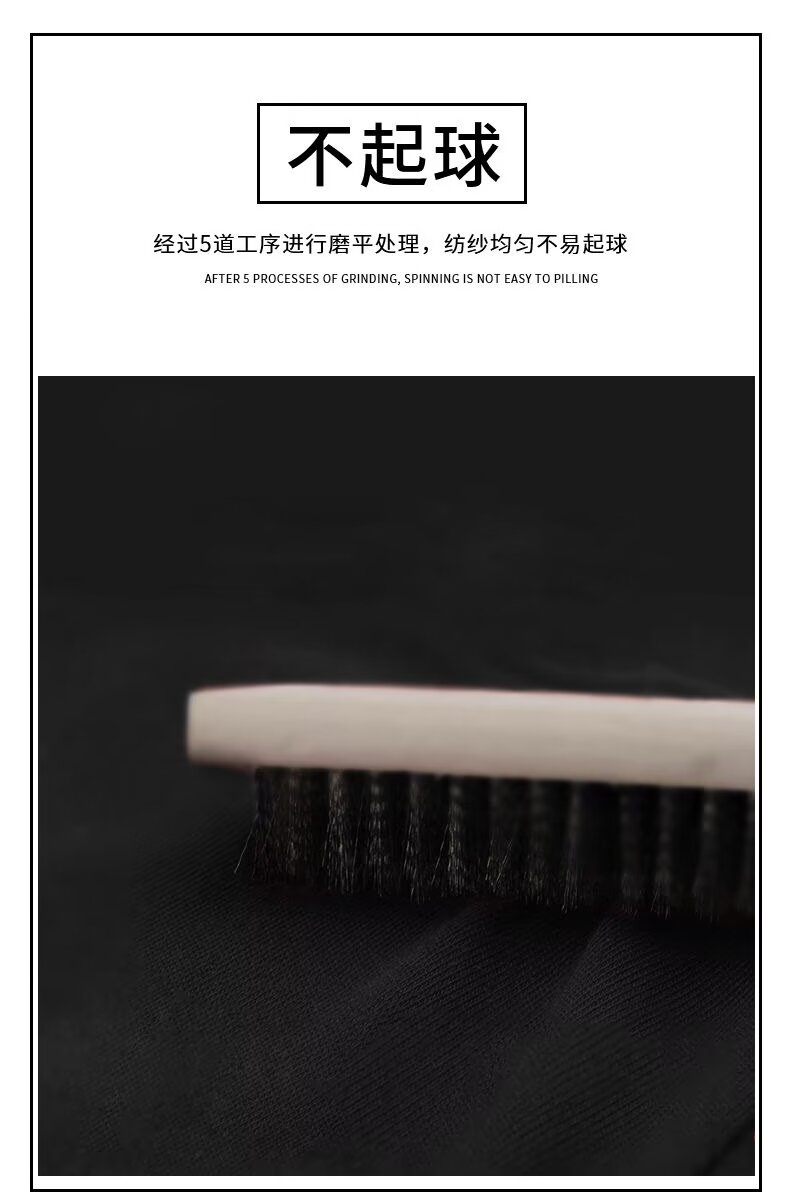 不起球
经过5道工序进行磨平处理，纺纱均匀不易起球
AFTER 5 PROCESSES OF GRINDING, SPINNING IS NOT EASY TO PILLING